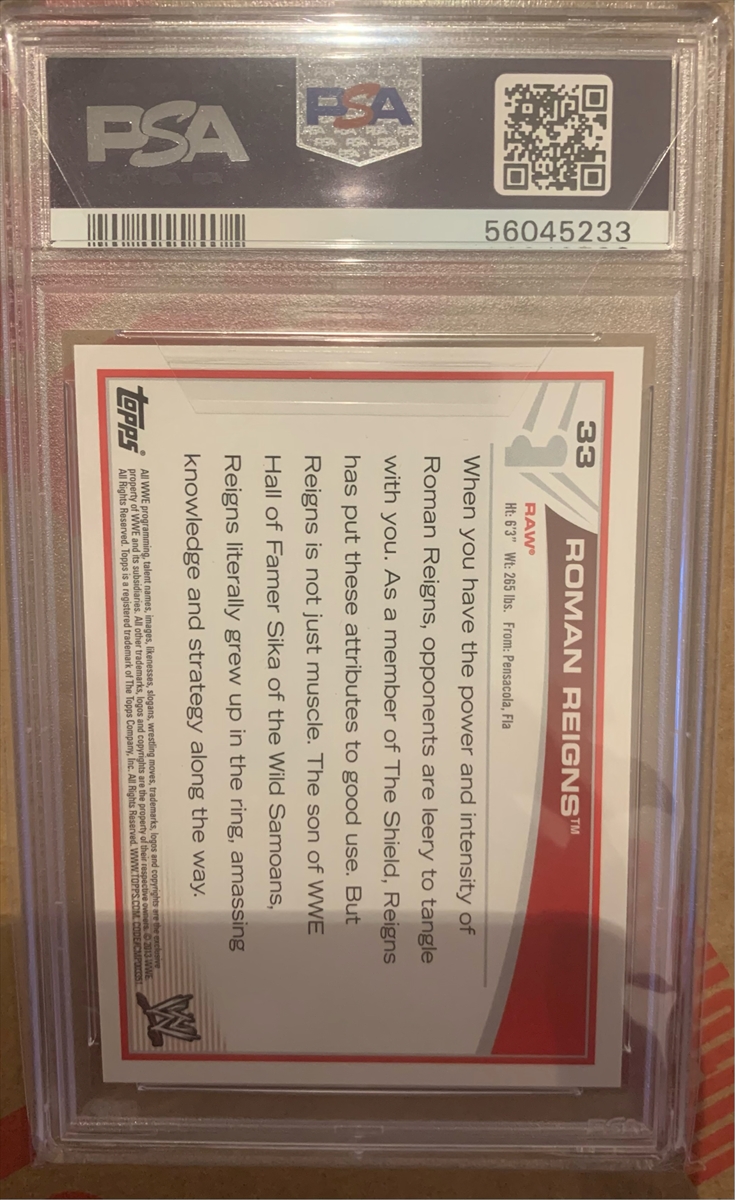 PSA
PSA
56045233
33
ROMAN REIGNS™
RAW®
Ht: 6'3" Wt: 265 lbs. From: Pensacola, Fla
When you have the power and intensity of
Roman Reigns, opponents are leery to tangle
with you. As a member of The Shield, Reigns
has put these attributes to good use. But
Reigns is not just muscle. The son of WWE
Hall of Famer Sika of the Wild Samoans,
Reigns literally grew up in the ring, amassing
knowledge and strategy along the way.
topps®
All WWE programming, talent names, images, likenesses, slogans, wrestling moves, trademarks, logos and copyrights are the exclusive
property of WWE and its subsidiaries. All other trademarks, logos and copyrights are the property of their respective owners. © 2013 WWE.
All Rights Reserved. Topps is a registered trademark of The Topps Company, Inc. All Rights Reserved. WWW.TOPPS.COM.
W